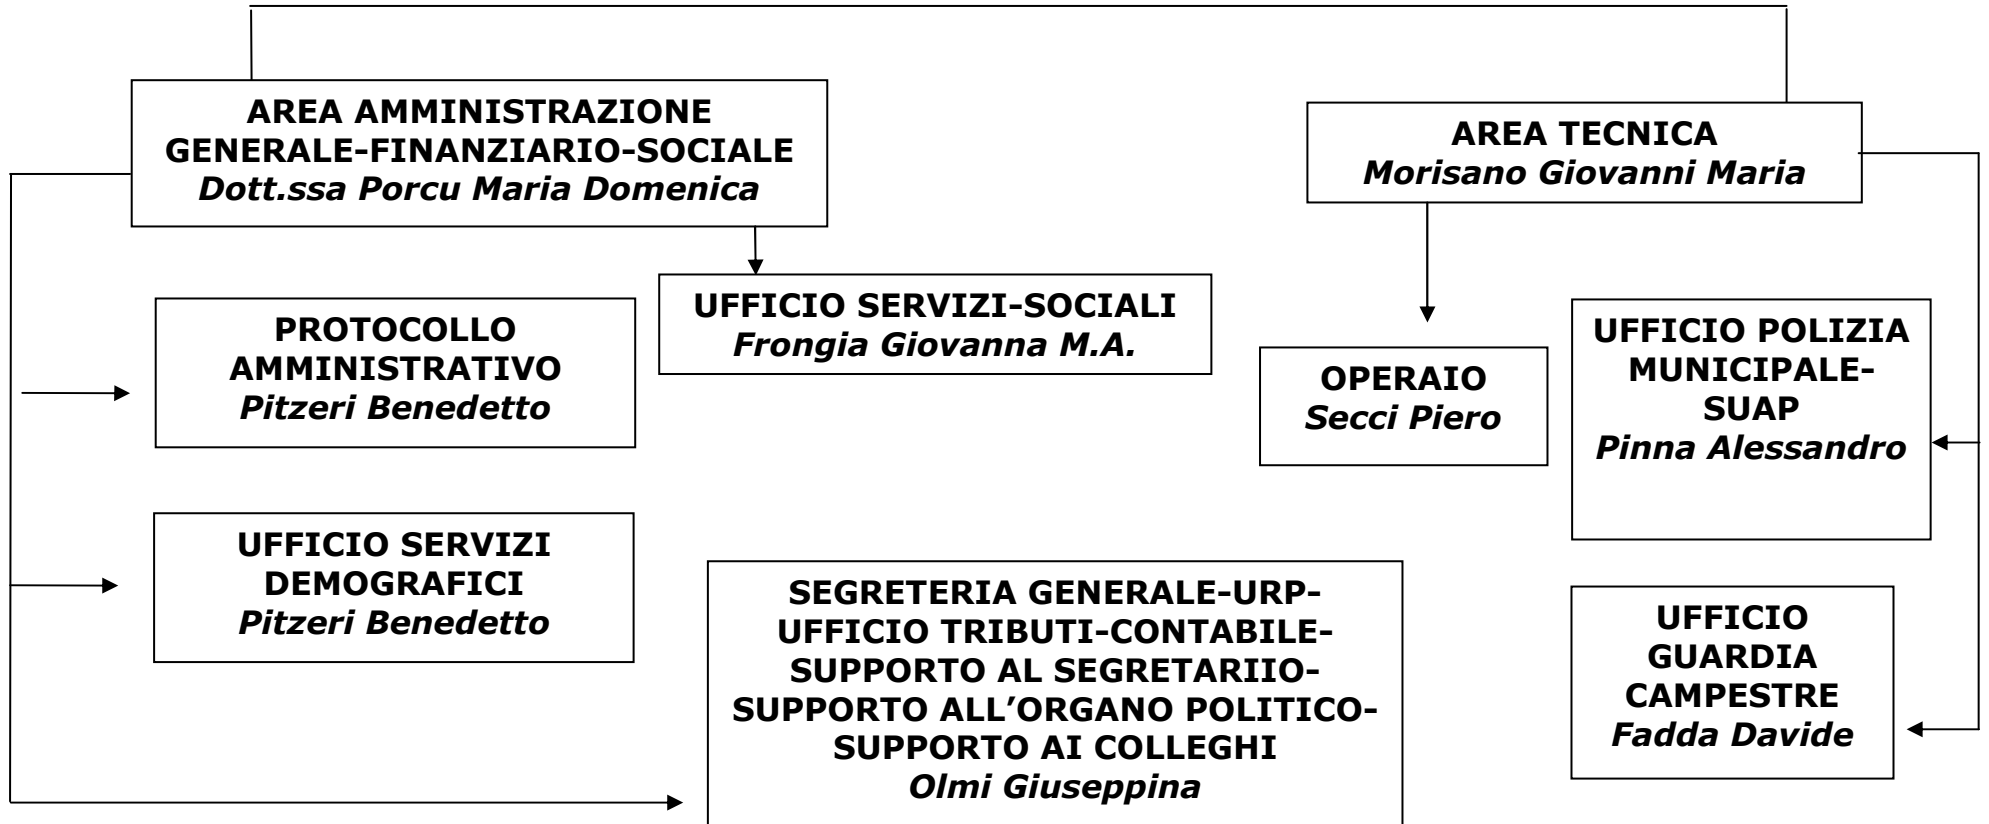 AREA AMMINISTRAZIONE
GENERALE-FINANZIARIO-SOCIALE
Dott.ssa Porcu Maria Domenica
AREA TECNICA
Morisano Giovanni Maria
UFFICIO SERVIZI-SOCIALI
Frongia Giovanna M.A.
PROTOCOLLO
AMMINISTRATIVO
Pitzeri Benedetto
OPERAIO
Secci Piero
UFFICIO POLIZIA
MUNICIPALE-
SUAP
Pinna Alessandro
UFFICIO SERVIZI
DEMOGRAFICI
Pitzeri Benedetto
SEGRETERIA GENERALE-URP-
UFFICIO TRIBUTI-CONTABILE-
SUPPORTO AL SEGRETARIIO-
SUPPORTO ALL’ORGANO POLITICO-
SUPPORTO AI COLLEGHI
Olmi Giuseppina
UFFICIO
GUARDIA
CAMPESTRE
Fadda Davide